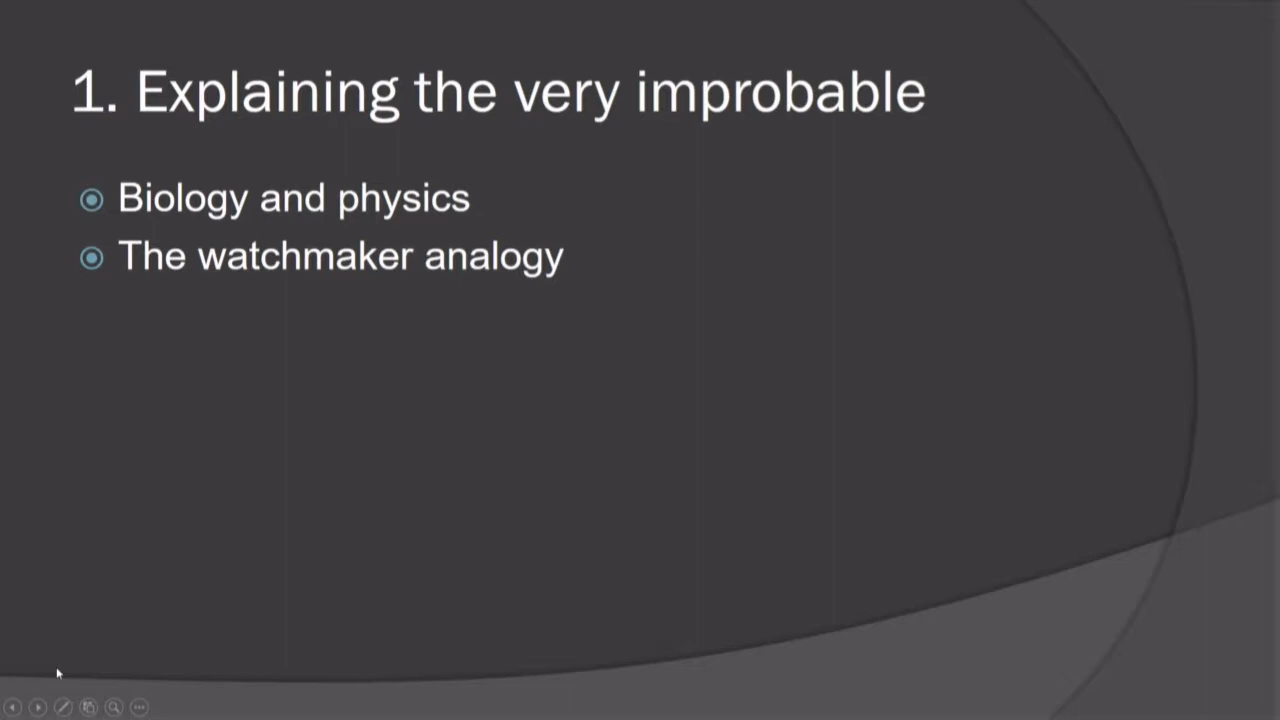 1. Explaining the very improbable
Biology and physics
The watchmaker analogy